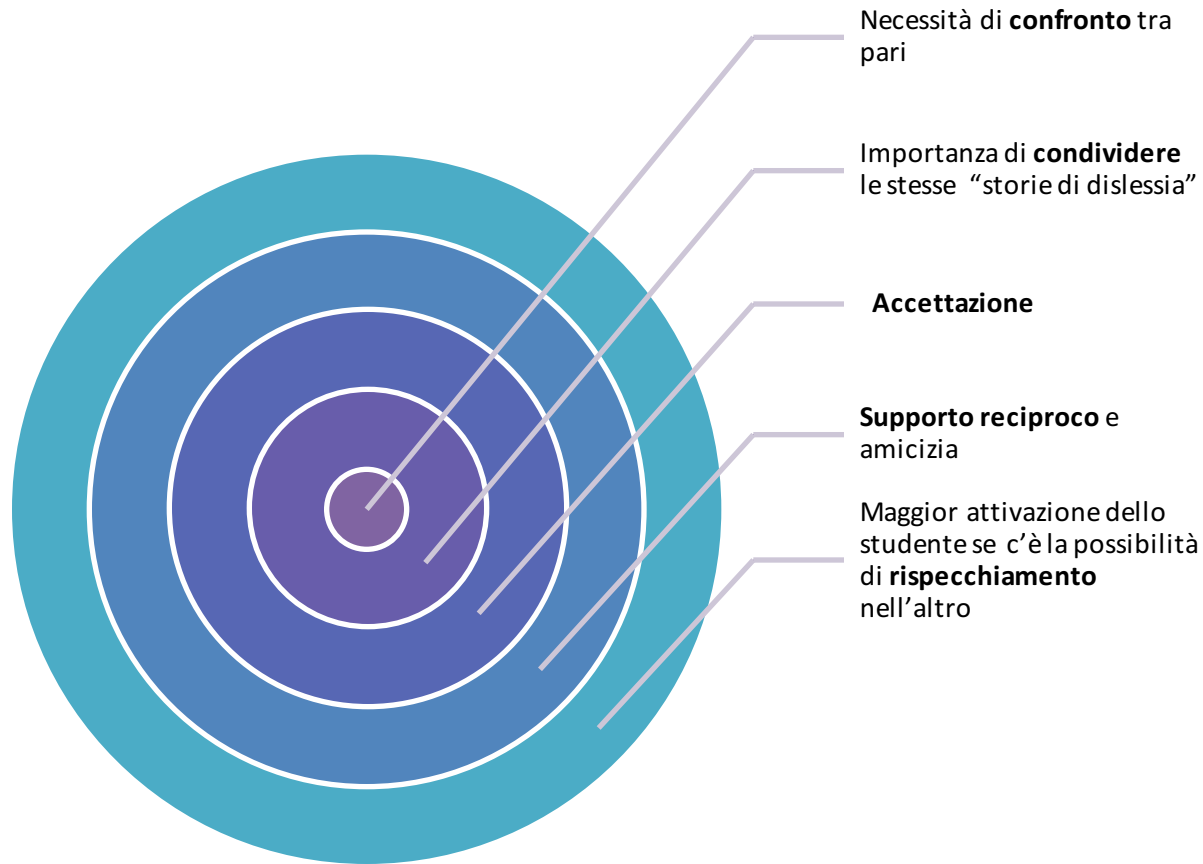 Necessità di confronto tra
pari
Importanza di condividere
le stesse “storie di dislessia”
Accettazione
Supporto reciproco e
amicizia
Maggior attivazione dello
studente se c’è la possibilità
di rispecchiamento
nell’altro